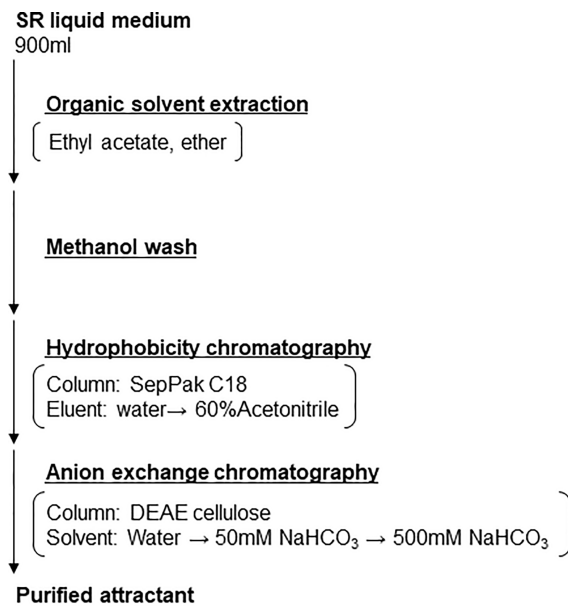 SR liquid medium
900ml
Organic solvent extraction
Ethyl acetate, ether
Methanol wash
Hydrophobicity chromatography
Column: SepPak C18
Eluent: water→ 60%Acetonitrile
Anion exchange chromatography
Column: DEAE cellulose
Solvent: Water → 50mM NaHCO₃ → 500mM NaHCO₃
Purified attractant